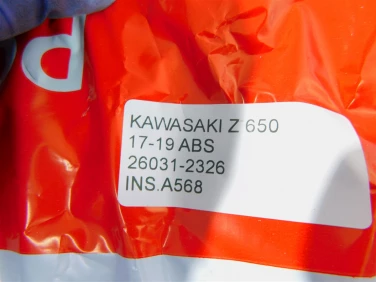 P
KAWASAKI Z 650
17-19 ABS
26031-2326
INS.A568